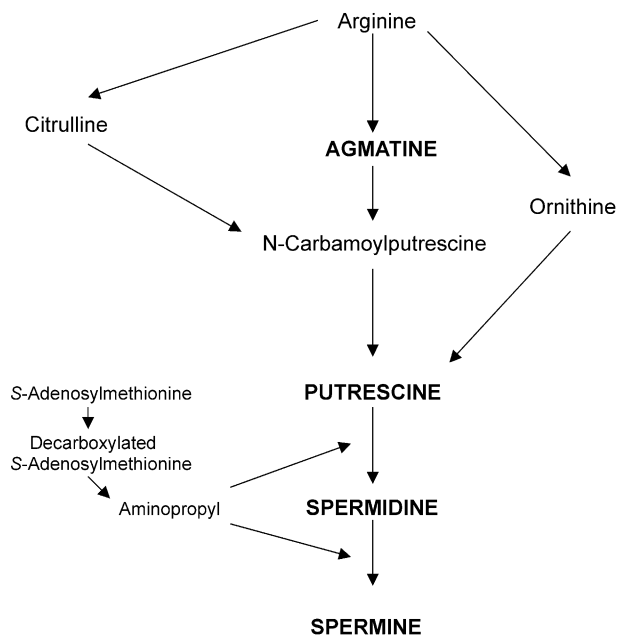 Arginine
Citrulline
AGMATINE
Ornithine
N-Carbamoylputrescine
S-Adenosylmethionine
PUTRESCINE
Decarboxylated
S-Adenosylmethionine
Aminopropyl
SPERMIDINE
SPERMINE